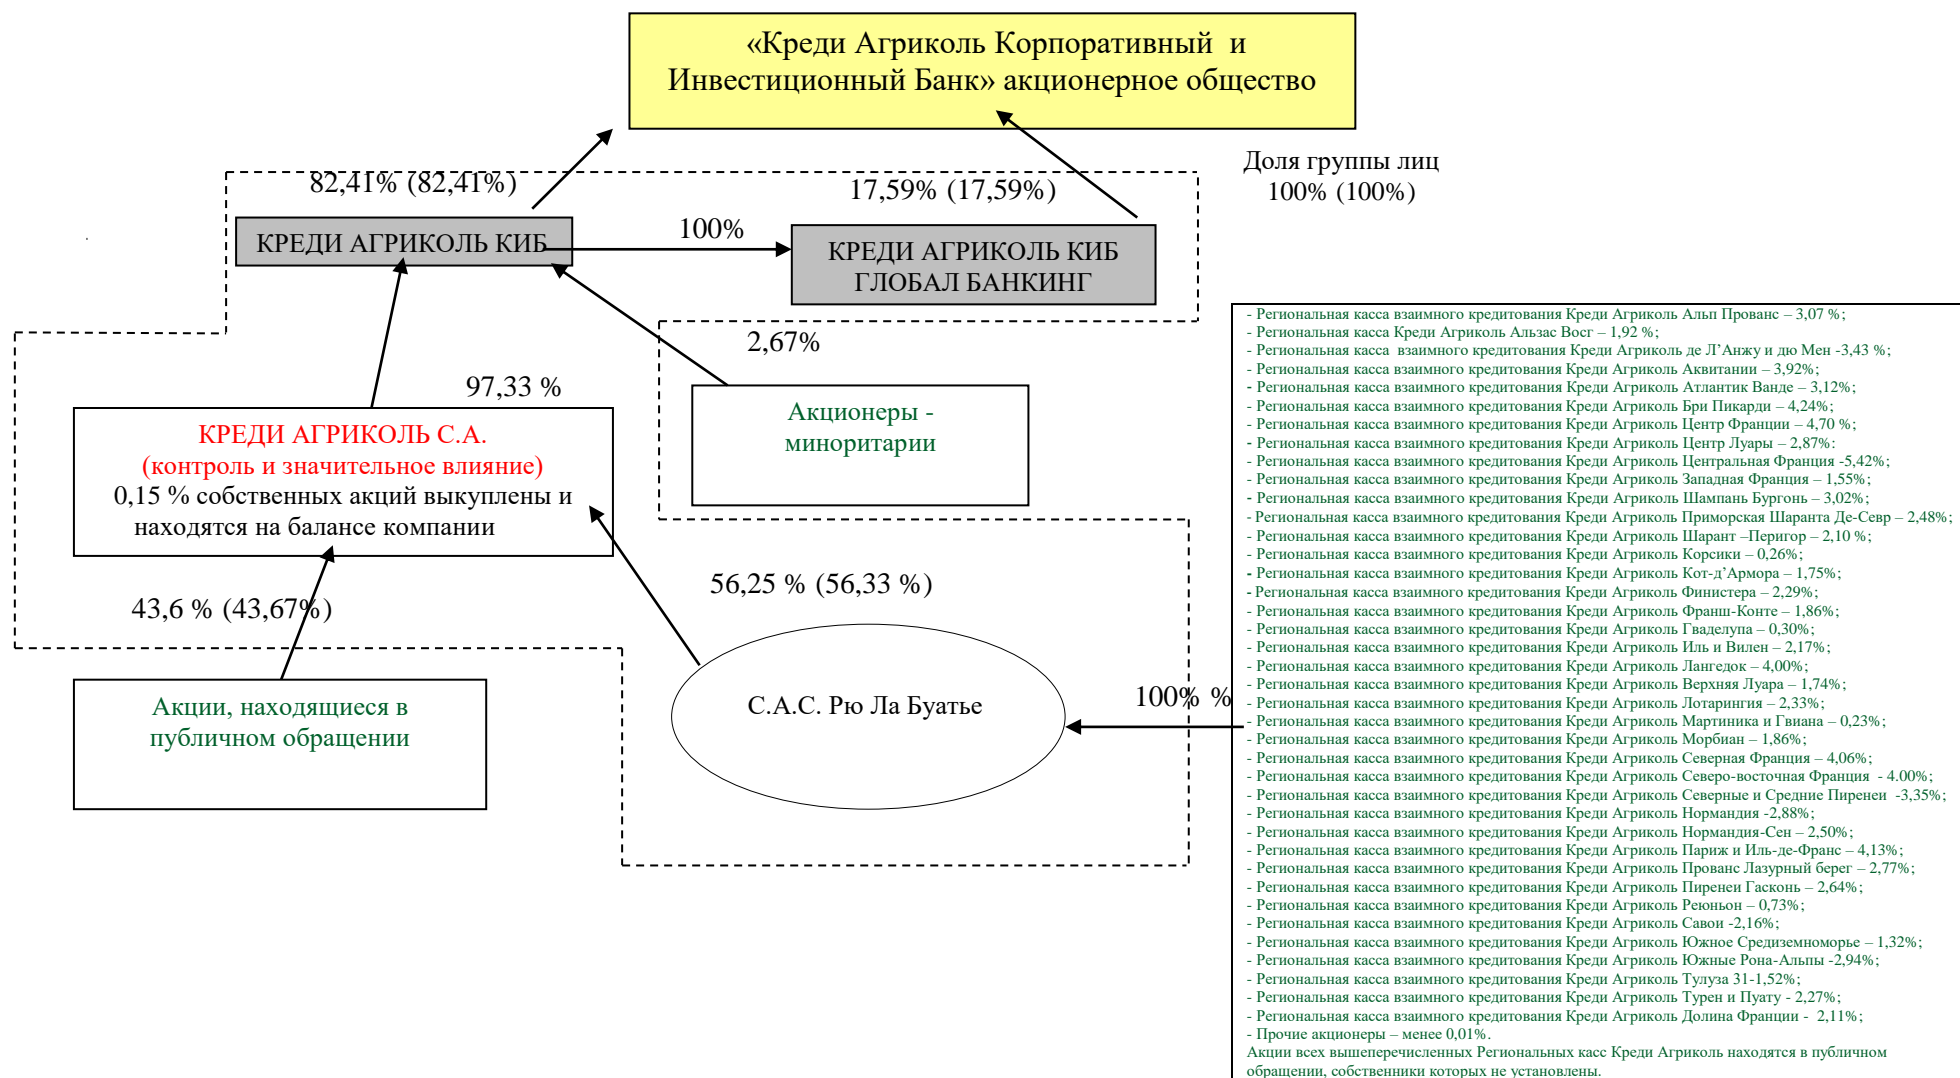 «Креди Агриколь Корпоративный и
Инвестиционный Банк» акционерное общество
Доля группы лиц
100% (100%)
82,41% (82,41%)
17,59% (17,59%)
КРЕДИ АГРИКОЛЬ КИБ
100%
КРЕДИ АГРИКОЛЬ КИБ
ГЛОБАЛ БАНКИНГ
2,67%
97,33 %
Акционеры -
миноритарии
КРЕДИ АГРИКОЛЬ С.А.
(контроль и значительное влияние)
0,15 % собственных акций выкуплены и
находятся на балансе компании
56,25 % (56,33 %)
43,6 % (43,67%)
С.А.С. Рю Ла Буатье
100% %
Акции, находящиеся в
публичном обращении
- Региональная касса взаимного кредитования Креди Агриколь Альп Прованс – 3,07 %;
- Региональная касса Креди Агриколь Альзас Восг – 1,92 %;
- Региональная касса взаимного кредитования Креди Агриколь де Л’Анжу и дю Мен -3,43 %;
- Региональная касса взаимного кредитования Креди Агриколь Аквитании – 3,92%;
- Региональная касса взаимного кредитования Креди Агриколь Атлантик Ванде – 3,12%;
- Региональная касса взаимного кредитования Креди Агриколь Бри Пикарди – 4,24%;
- Региональная касса взаимного кредитования Креди Агриколь Центр Франции – 4,70 %;
- Региональная касса взаимного кредитования Креди Агриколь Центр Луары – 2,87%:
- Региональная касса взаимного кредитования Креди Агриколь Центральная Франция -5,42%;
- Региональная касса взаимного кредитования Креди Агриколь Западная Франция – 1,55%;
- Региональная касса взаимного кредитования Креди Агриколь Шампань Бургонь – 3,02%;
- Региональная касса взаимного кредитования Креди Агриколь Приморская Шаранта Де-Севр – 2,48%;
- Региональная касса взаимного кредитования Креди Агриколь Шарант –Перигор – 2,10 %;
- Региональная касса взаимного кредитования Креди Агриколь Корсики – 0,26%;
- Региональная касса взаимного кредитования Креди Агриколь Кот-д’Армора – 1,75%;
- Региональная касса взаимного кредитования Креди Агриколь Финистера – 2,29%;
- Региональная касса взаимного кредитования Креди Агриколь Франш-Конте – 1,86%;
- Региональная касса взаимного кредитования Креди Агриколь Гваделупа – 0,30%;
- Региональная касса взаимного кредитования Креди Агриколь Иль и Вилен – 2,17%;
- Региональная касса взаимного кредитования Креди Агриколь Лангедок – 4,00%;
- Региональная касса взаимного кредитования Креди Агриколь Верхняя Луара – 1,74%;
- Региональная касса взаимного кредитования Креди Агриколь Лотарингия – 2,33%;
- Региональная касса взаимного кредитования Креди Агриколь Мартиника и Гвиана – 0,23%;
- Региональная касса взаимного кредитования Креди Агриколь Морбиан – 1,86%;
- Региональная касса взаимного кредитования Креди Агриколь Северная Франция – 4,06%;
- Региональная касса взаимного кредитования Креди Агриколь Северо-восточная Франция - 4.00%;
- Региональная касса взаимного кредитования Креди Агриколь Северные и Средние Пиренеи -3,35%;
- Региональная касса взаимного кредитования Креди Агриколь Нормандия -2,88%;
- Региональная касса взаимного кредитования Креди Агриколь Нормандия-Сен – 2,50%;
- Региональная касса взаимного кредитования Креди Агриколь Париж и Иль-де-Франс – 4,13%;
- Региональная касса взаимного кредитования Креди Агриколь Прованс Лазурный берег – 2,77%;
- Региональная касса взаимного кредитования Креди Агриколь Пиренеи Гасконь – 2,64%;
- Региональная касса взаимного кредитования Креди Агриколь Реюньон – 0,73%;
- Региональная касса взаимного кредитования Креди Агриколь Савои -2,16%;
- Региональная касса взаимного кредитования Креди Агриколь Южное Средиземноморье – 1,32%;
- Региональная касса взаимного кредитования Креди Агриколь Южные Рона-Альпы -2,94%;
- Региональная касса взаимного кредитования Креди Агриколь Тулуза 31-1,52%;
- Региональная касса взаимного кредитования Креди Агриколь Турен и Пуату - 2,27%;
- Региональная касса взаимного кредитования Креди Агриколь Долина Франции - 2,11%;
- Прочие акционеры – менее 0,01%.
Акции всех вышеперечисленных Региональных касс Креди Агриколь находятся в публичном
обращении, собственники которых не установлены.